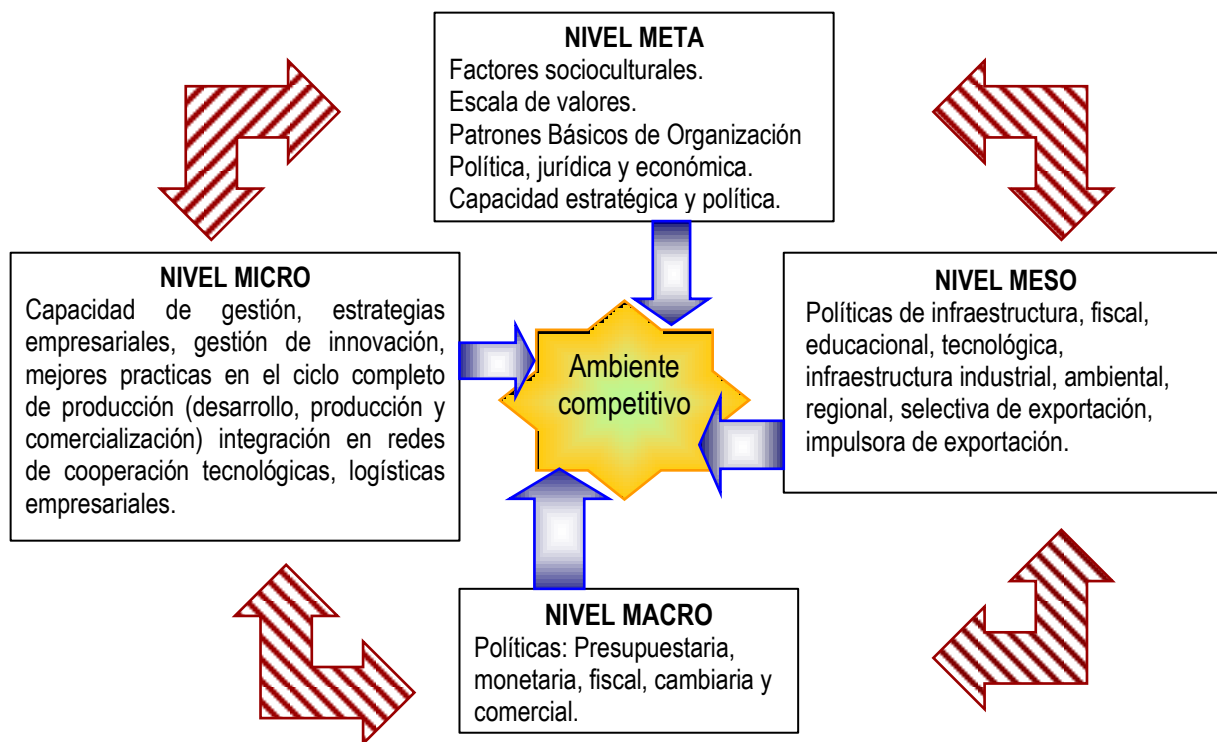 NIVEL META
Factores socioculturales.
Escala de valores.
Patrones Básicos de Organización
Política, jurídica y económica.
Capacidad estratégica y política.
NIVEL MICRO
Capacidad de gestión, estrategias
empresariales, gestión de innovación,
mejores practicas en el ciclo completo
de producción (desarrollo, producción y
comercialización) integración en redes
de cooperación tecnológicas, logísticas
empresariales.
Ambiente
competitivo
NIVEL MESO
Políticas de infraestructura, fiscal,
educacional, tecnológica,
infraestructura industrial, ambiental,
regional, selectiva de exportación,
impulsora de exportación.
NIVEL MACRO
Políticas: Presupuestaria,
monetaria, fiscal, cambiaria y
comercial.